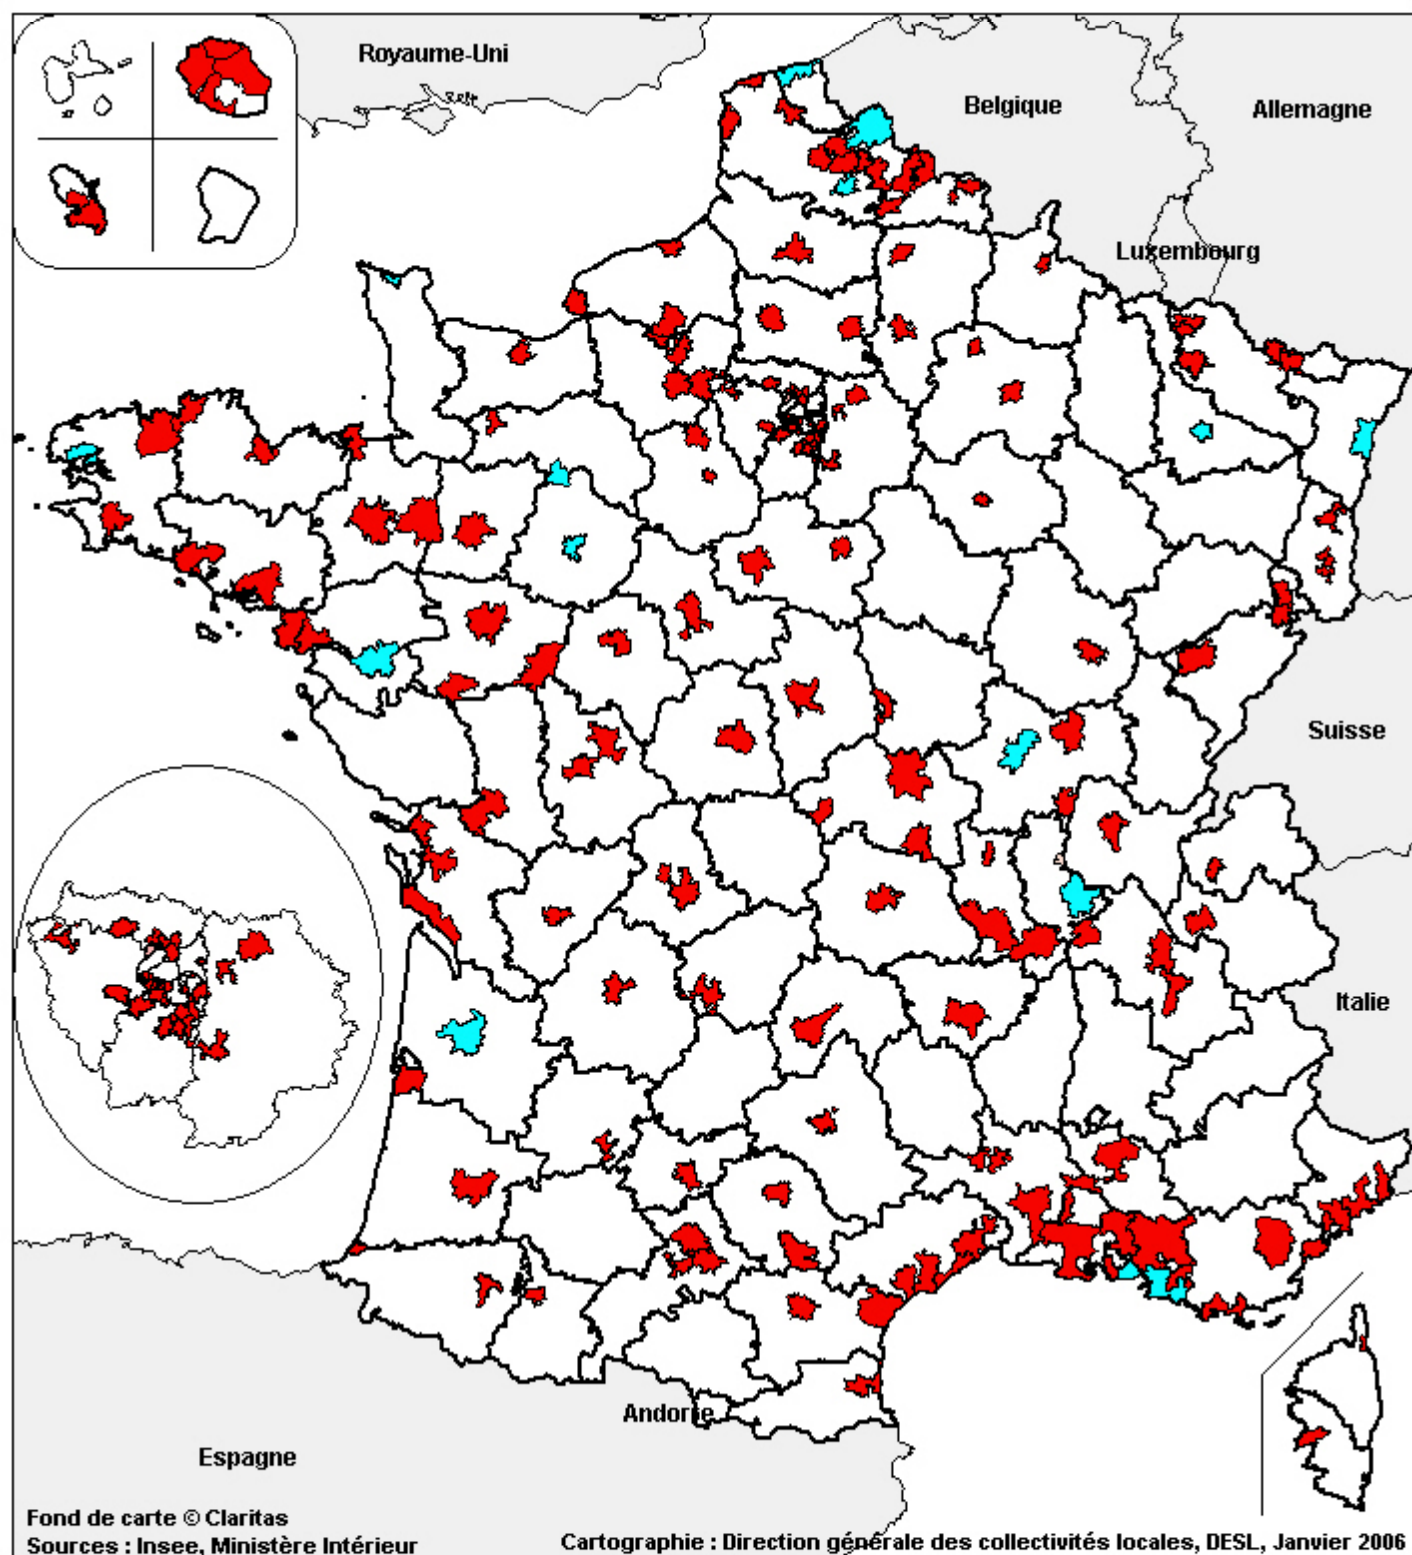 Royaume-Uni
Belgique
Allemagne
Luxembourg
Suisse
Italie
Andorre
Espagne
Fond de carte © Claritas
Sources : Insee, Ministère Intérieur
Cartographie : Direction générale des collectivités locales, DESL, Janvier 2006